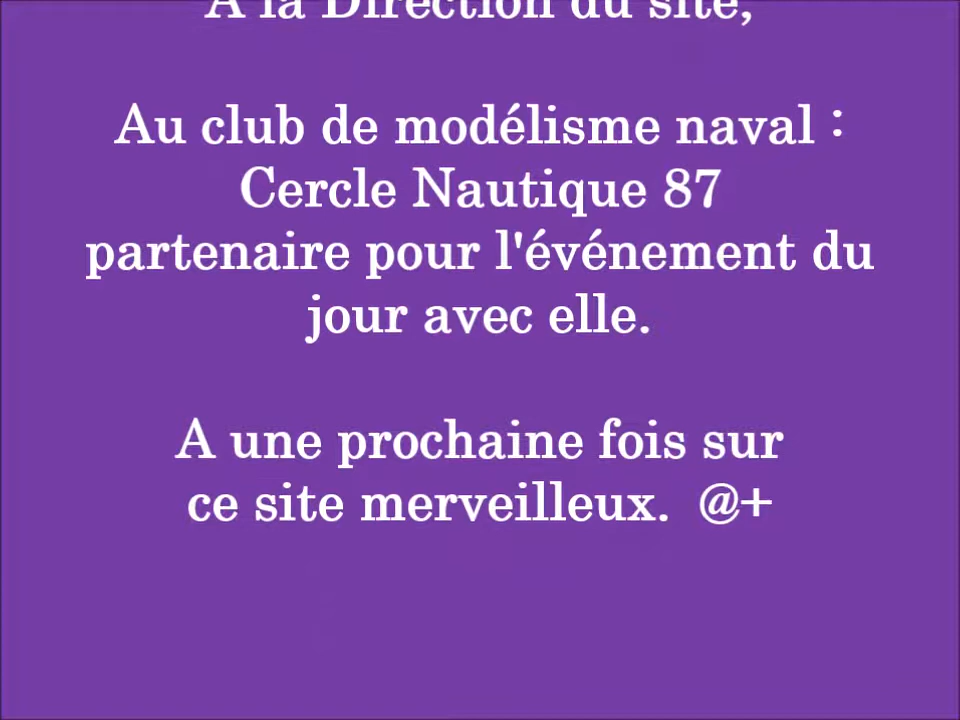 A la Direction du site,
Au club de modélisme naval :
Cercle Nautique 87
partenaire pour l'événement du
jour avec elle.
A une prochaine fois sur
ce site merveilleux.  @+